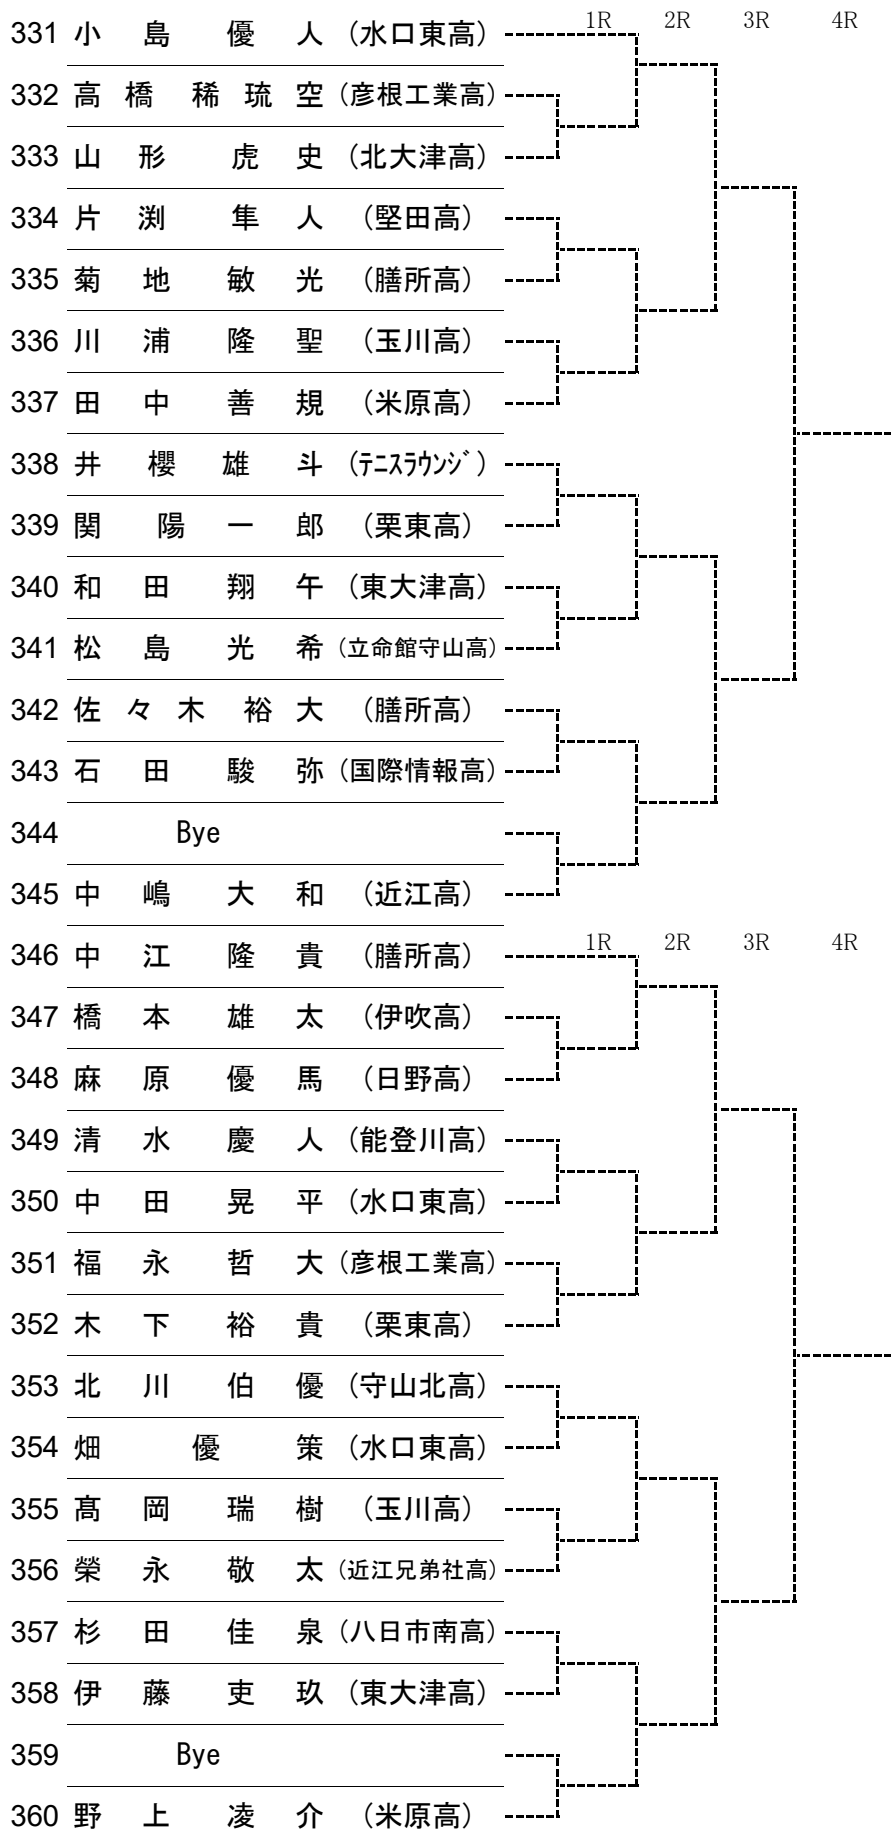 1R 2R 3R 4R
331 小島 優人 (水口東高)
332 高橋 稀琉空 (彦根工業高)
333 山形 虎史 (北大津高)
334 片渕 隼人 (堅田高)
335 菊地 敏光 (膳所高)
336 川浦 隆聖 (玉川高)
337 田中 善規 (米原高)
338 井櫻 雄斗 (ﾃﾆｽﾗｳﾝｼﾞ)
339 関 陽一郎 (栗東高)
340 和田 翔午 (東大津高)
341 松島 光希 (立命館守山高)
342 佐々木 裕大 (膳所高)
343 石田 駿弥 (国際情報高)
344 Bye
345 中嶋 大和 (近江高)
1R 2R 3R 4R
346 中江 隆貴 (膳所高)
347 橋本 雄太 (伊吹高)
348 麻原 優馬 (日野高)
349 清水 慶人 (能登川高)
350 中田 晃平 (水口東高)
351 福永 哲大 (彦根工業高)
352 木下 裕貴 (栗東高)
353 北川 伯優 (守山北高)
354 畑 優策 (水口東高)
355 髙岡 瑞樹 (玉川高)
356 榮永 敬太 (近江兄弟社高)
357 杉田 佳泉 (八日市南高)
358 伊藤 吏玖 (東大津高)
359 Bye
360 野上 凌介 (米原高)